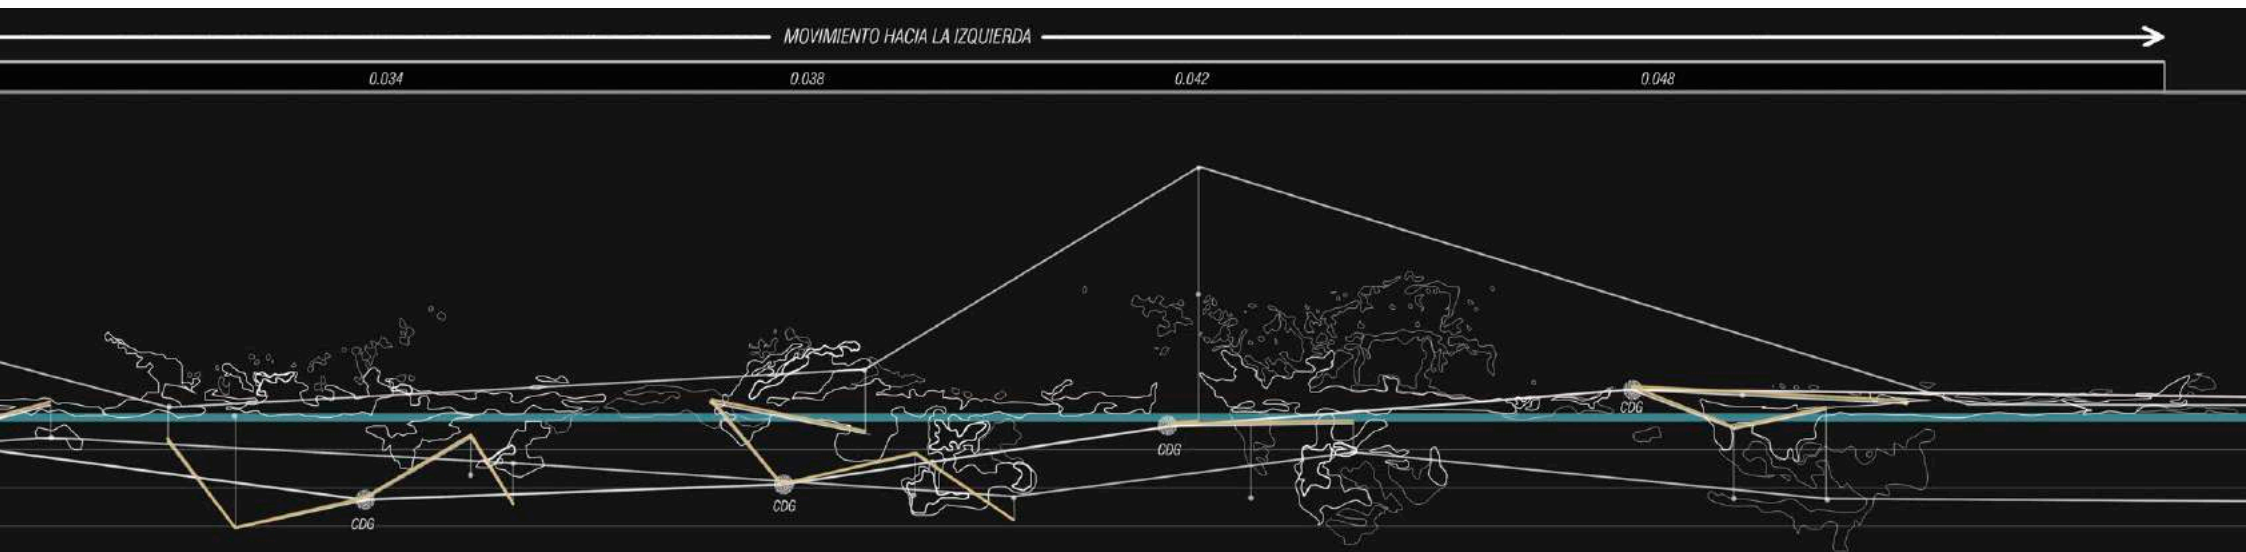 MOVIMIENTO HACIA LA IZQUIERDA
0.034 0.038 0.042 0.048
CDG
CDG
CDG
CDG